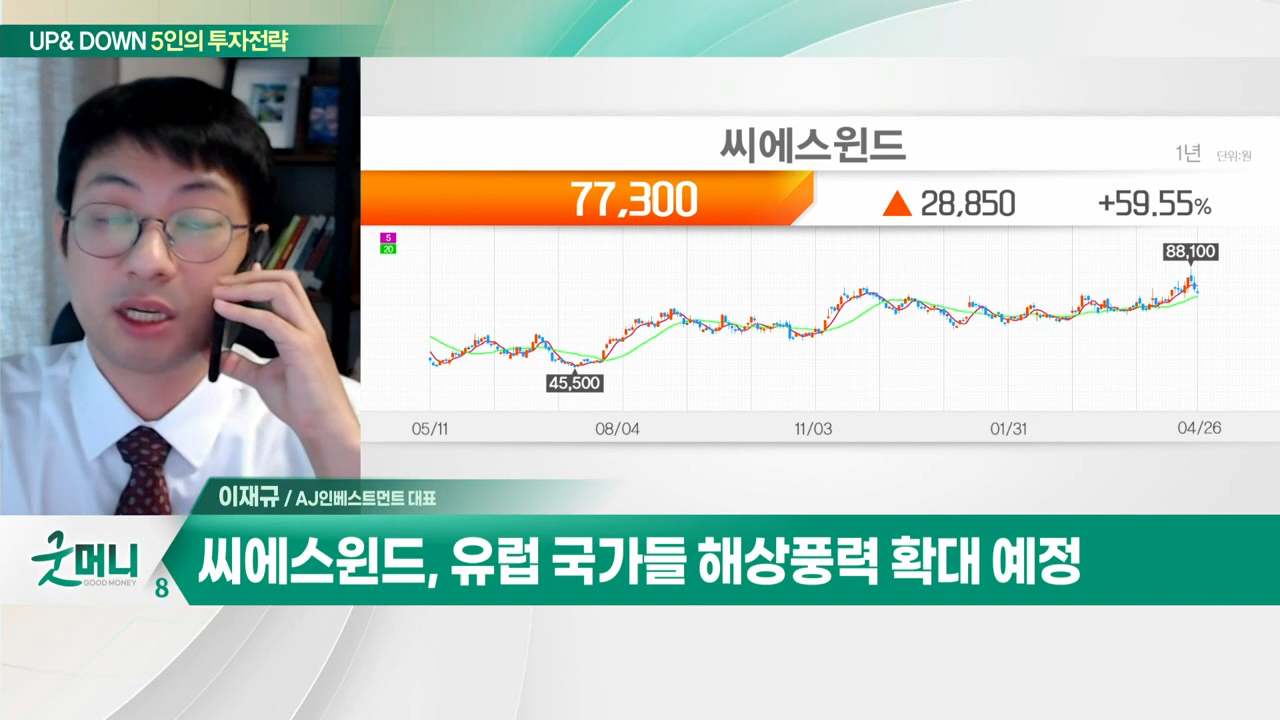 UP& DOWN 5인의 투자전략
씨에스윈드
1년 단위:원
77,300 ▲ 28,850 +59.55%
5
20
88,100
45,500
05/11 08/04 11/03 01/31 04/26
이재규 / AJ인베스트먼트 대표
굿머니
GOOD MONEY
8
씨에스윈드, 유럽 국가들 해상풍력 확대 예정